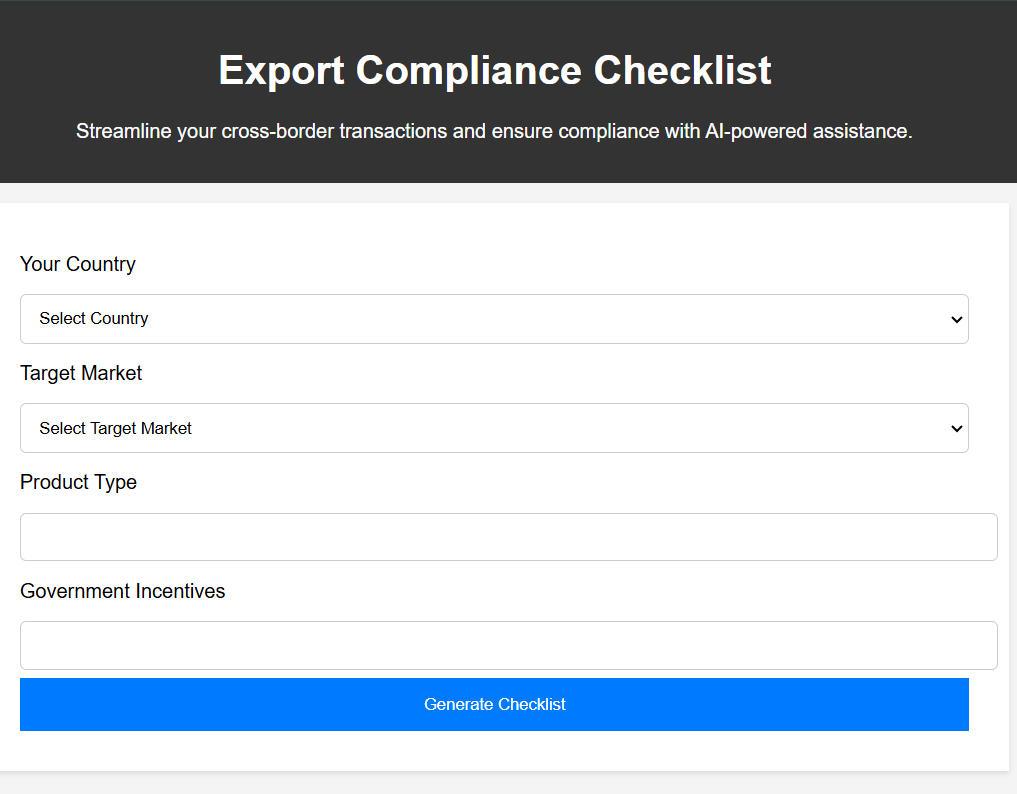 Export Compliance Checklist
Streamline your cross-border transactions and ensure compliance with AI-powered assistance.
Your Country
Select Country
Target Market
Select Target Market
Product Type
Government Incentives
Generate Checklist